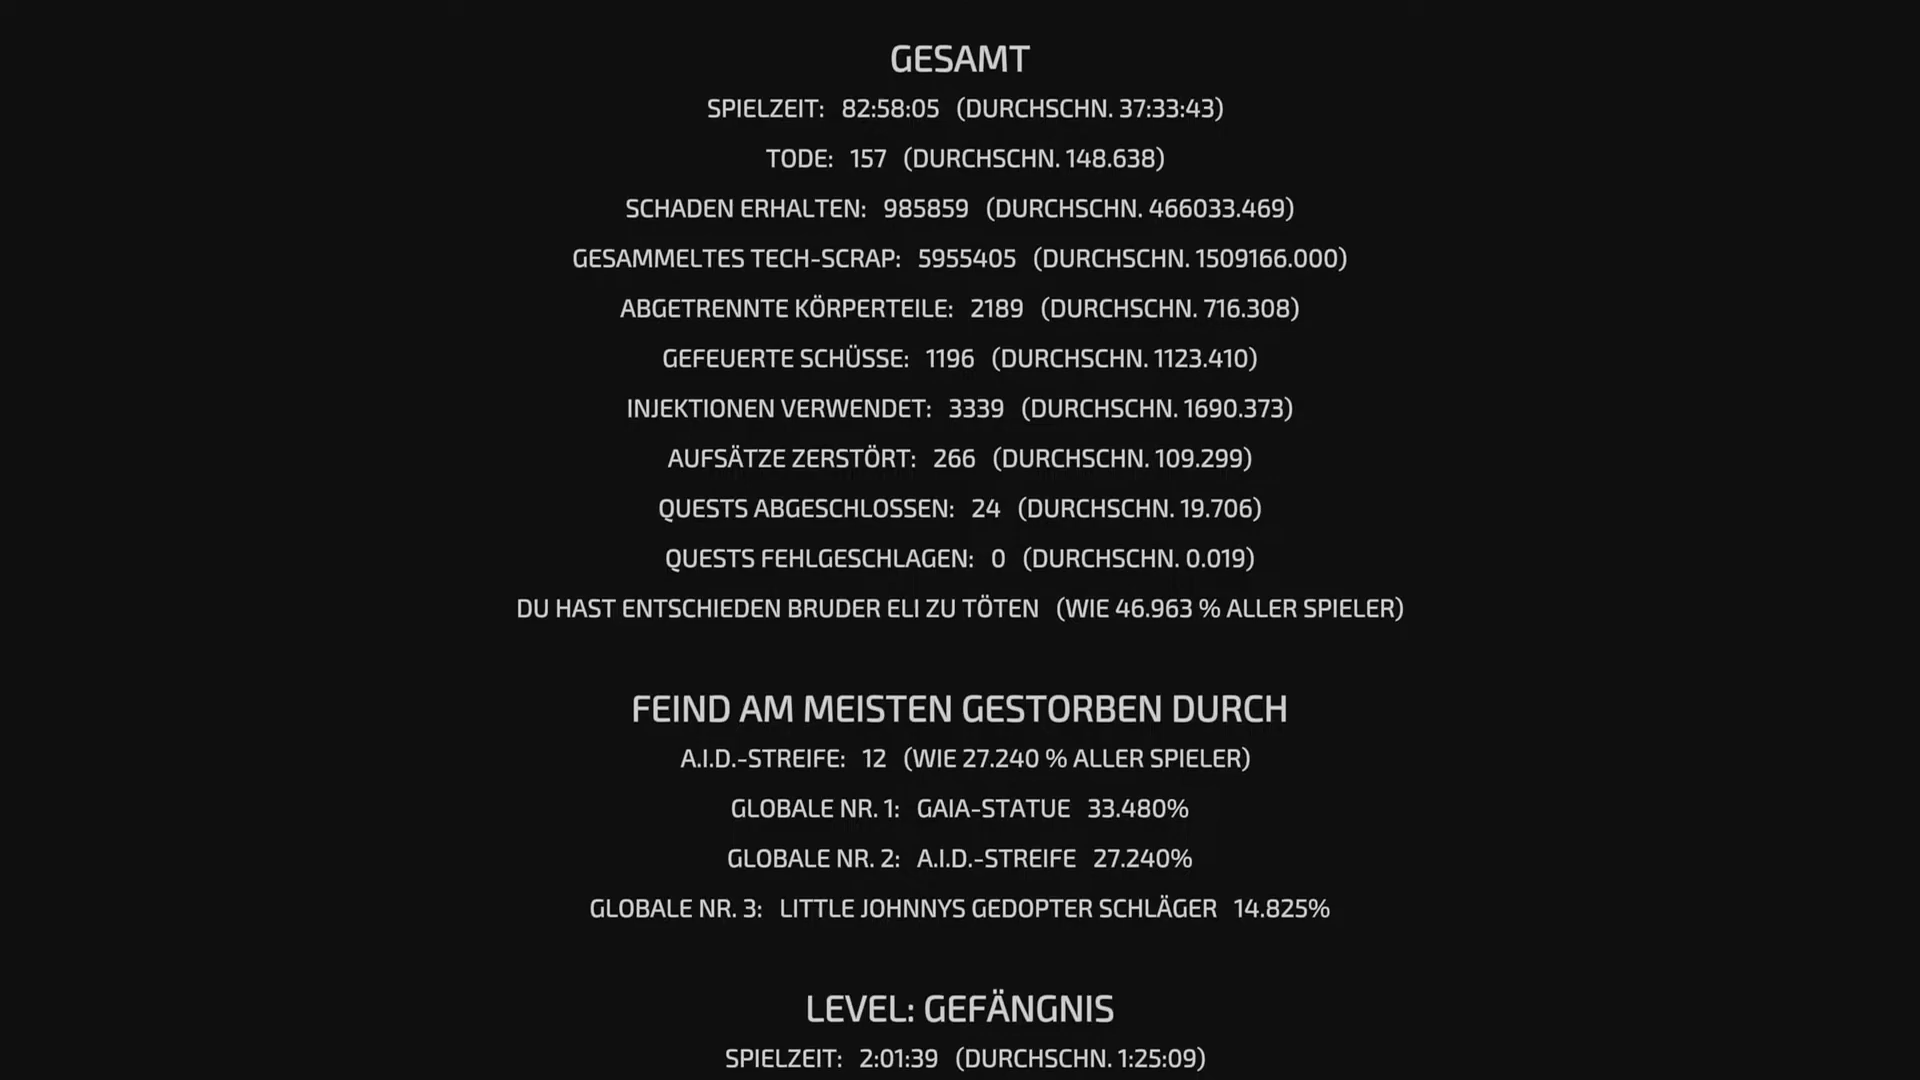 GESAMT
SPIELZEIT: 82:58:05 (DURCHSCHN. 37:33:43)
TODE: 157 (DURCHSCHN. 148.638)
SCHADEN ERHALTEN: 985859 (DURCHSCHN. 466033.469)
GESAMMELTES TECH-SCRAP: 5955405 (DURCHSCHN. 1509166.000)
ABGETRENNTE KÖRPERTEILE: 2189 (DURCHSCHN. 716.308)
GEFEUERTE SCHÜSSE: 1196 (DURCHSCHN. 1123.410)
INJEKTIONEN VERWENDET: 3339 (DURCHSCHN. 1690.373)
AUFSÄTZE ZERSTÖRT: 266 (DURCHSCHN. 109.299)
QUESTS ABGESCHLOSSEN: 24 (DURCHSCHN. 19.706)
QUESTS FEHLGESCHLAGEN: 0 (DURCHSCHN. 0.019)
DU HAST ENTSCHIEDEN BRUDER ELI ZU TÖTEN (WIE 46.963 % ALLER SPIELER)
FEIND AM MEISTEN GESTORBEN DURCH
A.I.D.-STREIFE: 12 (WIE 27.240 % ALLER SPIELER)
GLOBALE NR. 1: GAIA-STATUE 33.480%
GLOBALE NR. 2: A.I.D.-STREIFE 27.240%
GLOBALE NR. 3: LITTLE JOHNNYS GEDOPTER SCHLÄGER 14.825%
LEVEL: GEFÄNGNIS
SPIELZEIT: 2:01:39 (DURCHSCHN. 1:25:09)